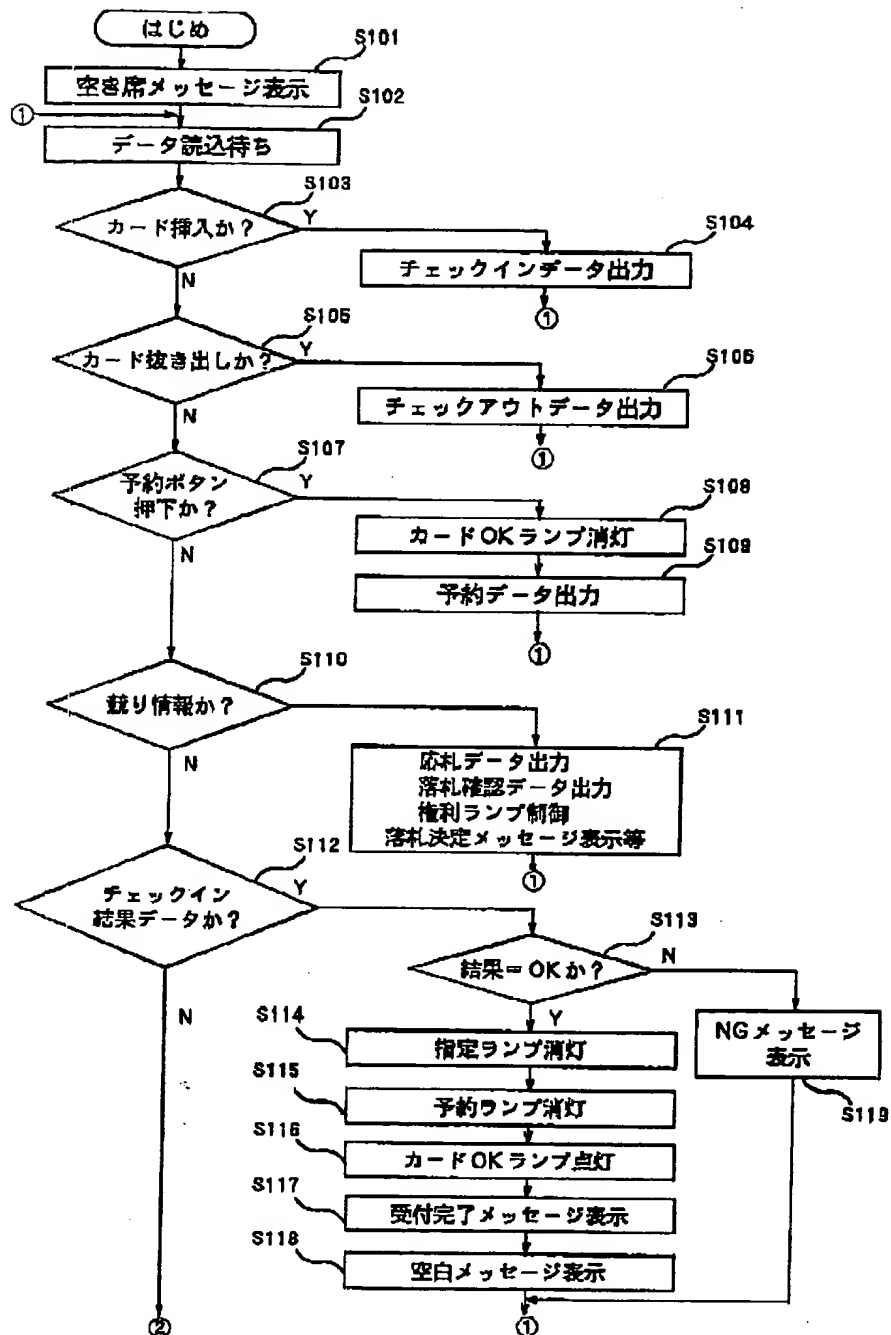 はじめ
S101
空き席メッセージ表示
①
S102
データ読込待ち
S103
カード挿入か?
Y
N
S104
チェックインデータ出力
①
S105
カード抜き出しか?
Y
N
S106
チェックアウトデータ出力
①
S107
予約ボタン
押下か?
Y
N
S108
カードOKランプ消灯
S109
予約データ出力
①
S110
競り情報か?
N
S111
応札データ出力
落札確認データ出力
権利ランプ制御
落札決定メッセージ表示等
①
S112
チェックイン
結果データか?
Y
N
S113
結果=OKか?
N
Y
S114
指定ランプ消灯
NGメッセージ
表示
S119
S115
予約ランプ消灯
S116
カードOKランプ点灯
S117
受付完了メッセージ表示
S118
空白メッセージ表示
②
①